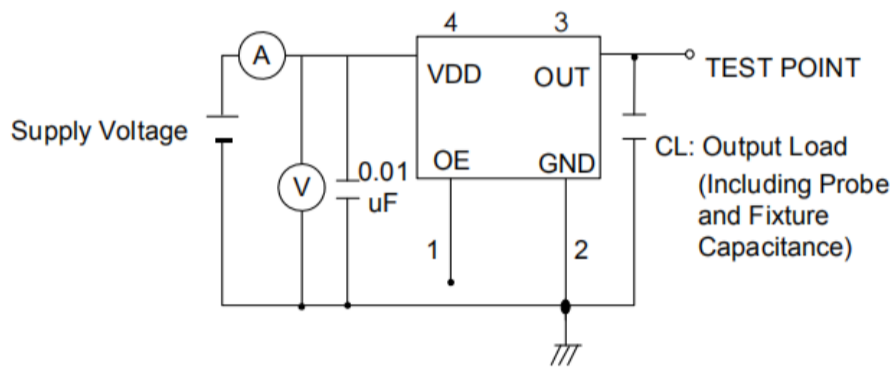 4
3
A
VDD
OUT
TEST POINT
Supply Voltage
V
0.01
uF
OE
GND
CL: Output Load
(Including Probe
and Fixture
Capacitance)
1
2